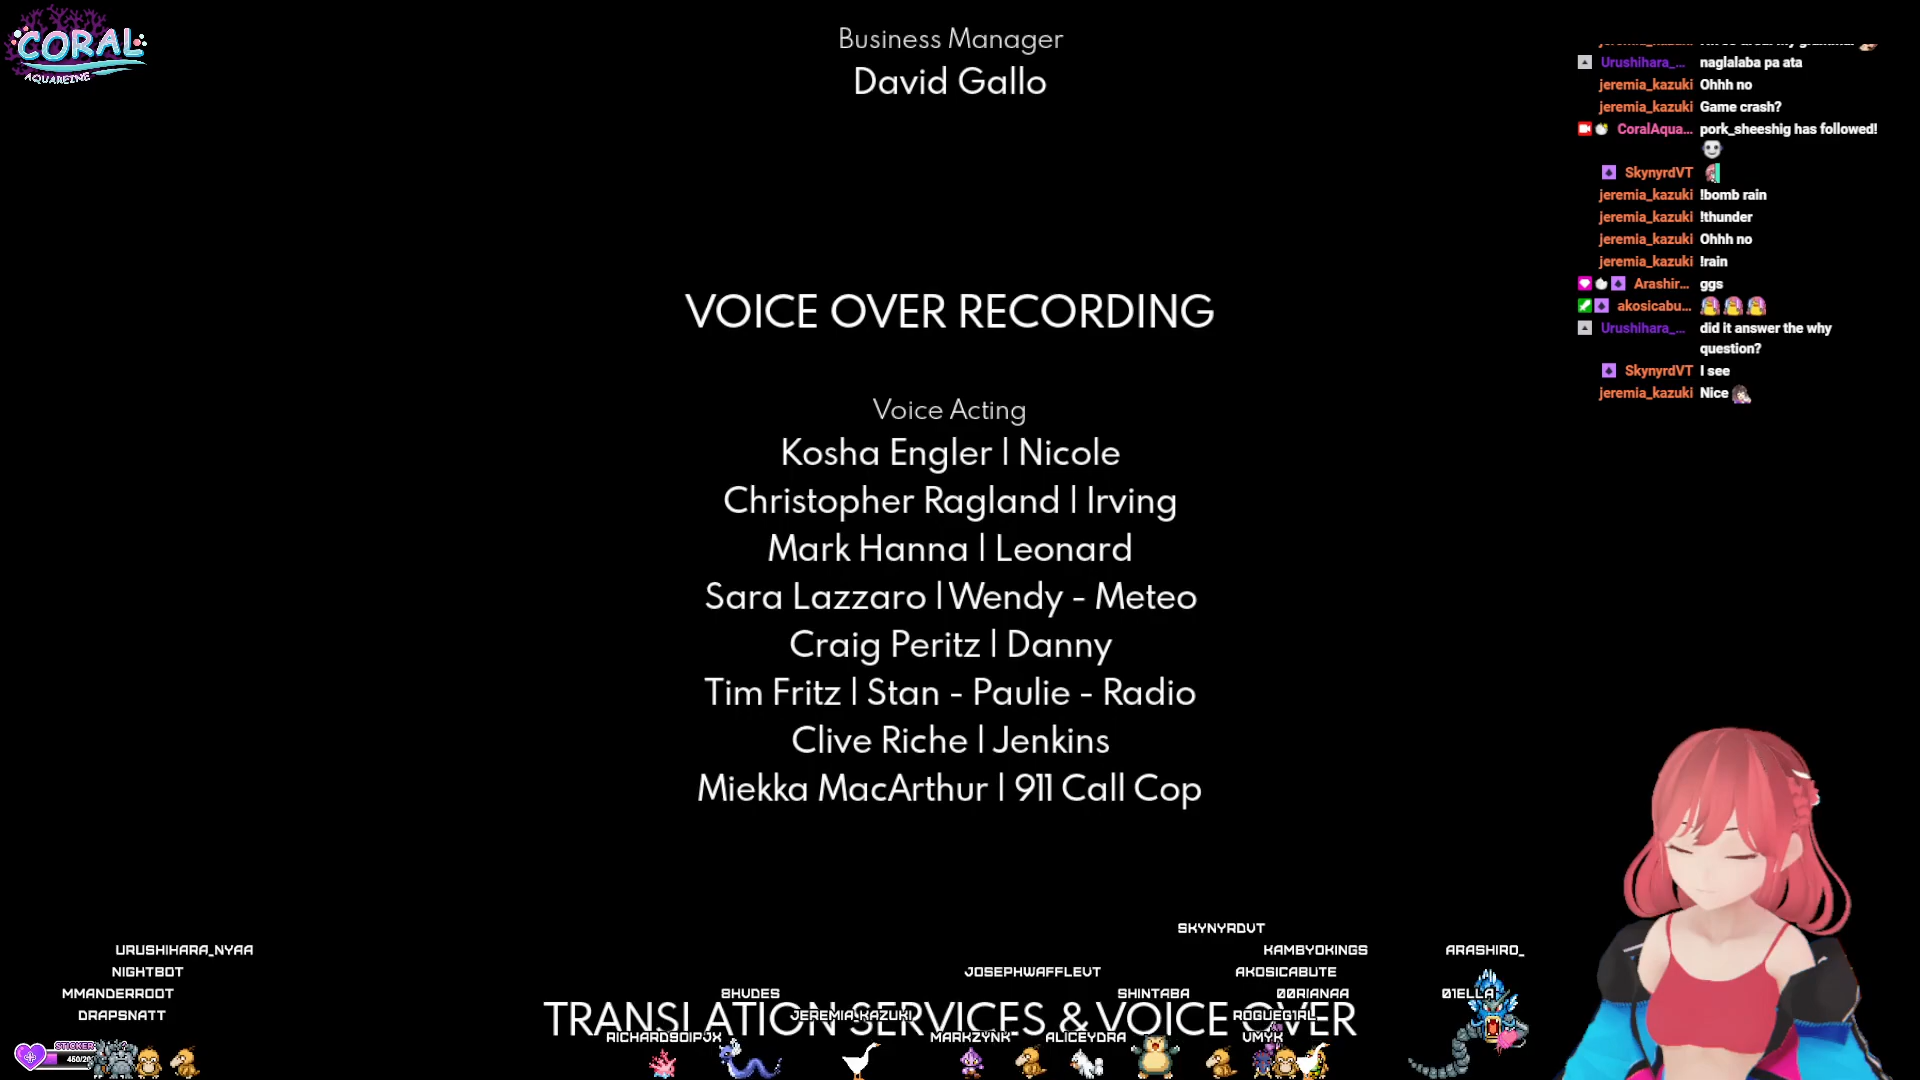 CORAL
AQUAREINE
Business Manager
David Gallo
VOICE OVER RECORDING
Voice Acting
Kosha Engler | Nicole
Christopher Ragland | Irving
Mark Hanna | Leonard
Sara Lazzaro | Wendy - Meteo
Craig Peritz | Danny
Tim Fritz | Stan - Paulie - Radio
Clive Riche | Jenkins
Miekka MacArthur | 911 Call Cop
TRANSLATION SERVICES & VOICE OVER
Urushihara_... naglalaba pa ata
jeremia_kazuki Ohhh no
jeremia_kazuki Game crash?
CoralAqua... pork_sheeshig has followed!
SkynyrdVT
jeremia_kazuki !bomb rain
jeremia_kazuki !thunder
jeremia_kazuki Ohhh no
jeremia_kazuki !rain
Arashir... ggs
akosicabu...
Urushihara_... did it answer the why
question?
SkynyrdVT I see
jeremia_kazuki Nice
URUSHIHARA_NYAA
NIGHTBOT
MMANDERROOT
DRAPSNATT
STICKER
BHUDES
JEREMIA_KAZUKI
RICHARDSOIPJX
JOSEPHWAFFLEVT
MARKZYNK
ALICEYDRA
SHINTABA
SKYNYRDVT
KAMBYOKINGS
AKOSICABUTE
00RIANAA
ROGUEG1RL
VMYK
ARASHIRO_
01ELLA